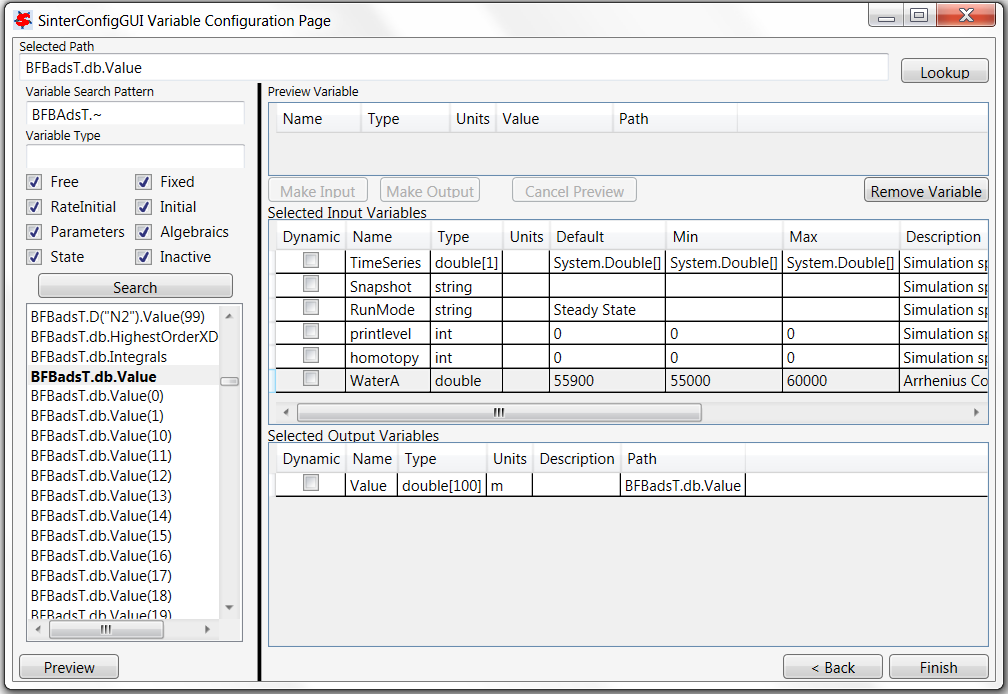 SinterConfigGUI Variable Configuration Page
Selected Path
BFBadsT.db.Value
Lookup
Variable Search Pattern
BFBAdsT.~
Variable Type
Free Fixed
RateInitial Initial
Parameters Algebraics
State Inactive
Search
BFBadsT.D("N2").Value(99)
BFBadsT.db.HighestOrderXD
BFBadsT.db.Integrals
BFBadsT.db.Value
BFBadsT.db.Value(0)
BFBadsT.db.Value(1)
BFBadsT.db.Value(10)
BFBadsT.db.Value(11)
BFBadsT.db.Value(12)
BFBadsT.db.Value(13)
BFBadsT.db.Value(14)
BFBadsT.db.Value(15)
BFBadsT.db.Value(16)
BFBadsT.db.Value(17)
BFBadsT.db.Value(18)
BFBadsT.db.Value(19)
Preview
Preview Variable
Name Type Units Value Path
Make Input Make Output Cancel Preview Remove Variable
Selected Input Variables
Dynamic Name Type Units Default Min Max Description
TimeSeries double[1] System.Double[] System.Double[] System.Double[] Simulation sp
Snapshot string Simulation sp
RunMode string Steady State Simulation sp
printlevel int 0 0 0 Simulation sp
homotopy int 0 0 0 Simulation sp
WaterA double 55900 55000 60000 Arrhenius Co
Selected Output Variables
Dynamic Name Type Units Description Path
Value double[100] m BFBadsT.db.Value
< Back Finish